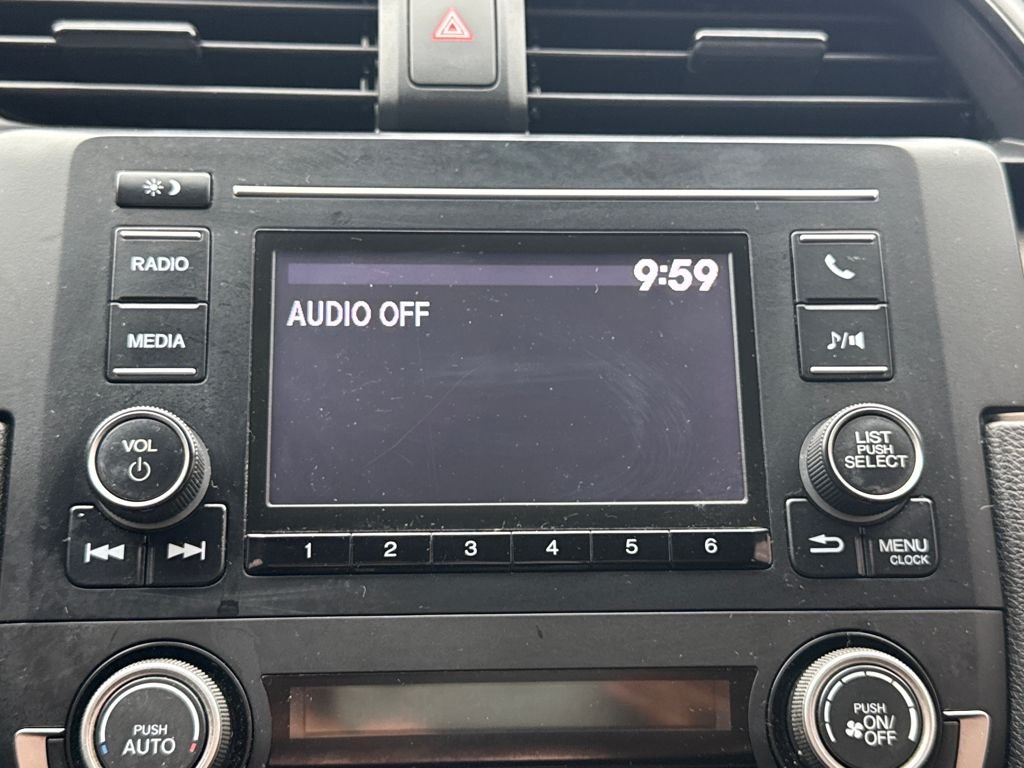 RADIO
MEDIA
9:59
AUDIO OFF
VOL
LIST
PUSH
SELECT
1 2 3 4 5 6
MENU
CLOCK
PUSH
AUTO
PUSH
ON/
OFF